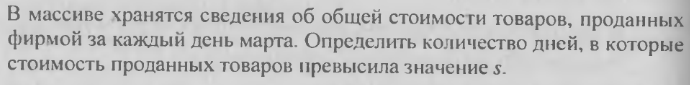 В массиве хранятся сведения об общей стоимости товаров, проданных
фирмой за каждый день марта. Определить количество дней, в которые
стоимость проданных товаров превысила значение s.